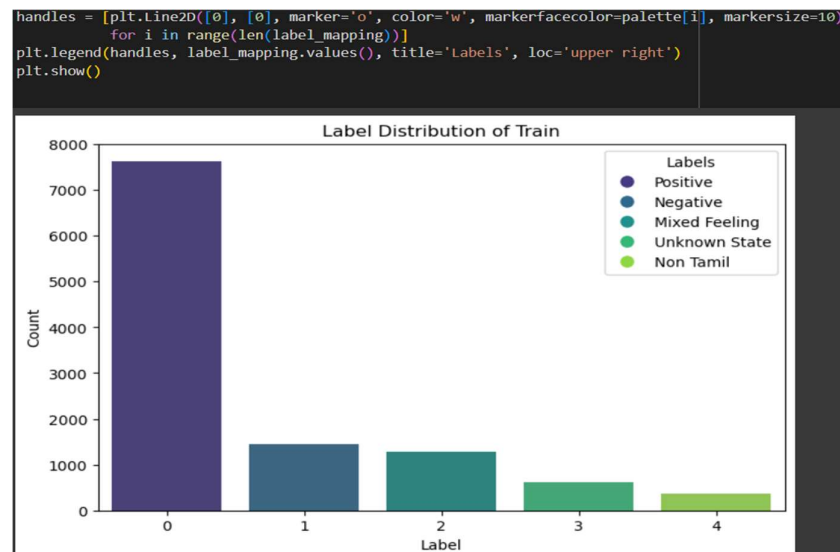 handles = [plt.Line2D([0], [0], marker='o', color='w', markerfacecolor=palette[i], markersize=10)
for i in range(len(label_mapping))]
plt.legend(handles, label_mapping.values(), title='Labels', loc='upper right')
plt.show()
Label Distribution of Train
8000
7000
6000
5000
4000
3000
2000
1000
0
Count
Labels
Positive
Negative
Mixed Feeling
Unknown State
Non Tamil
0 1 2 3 4
Label